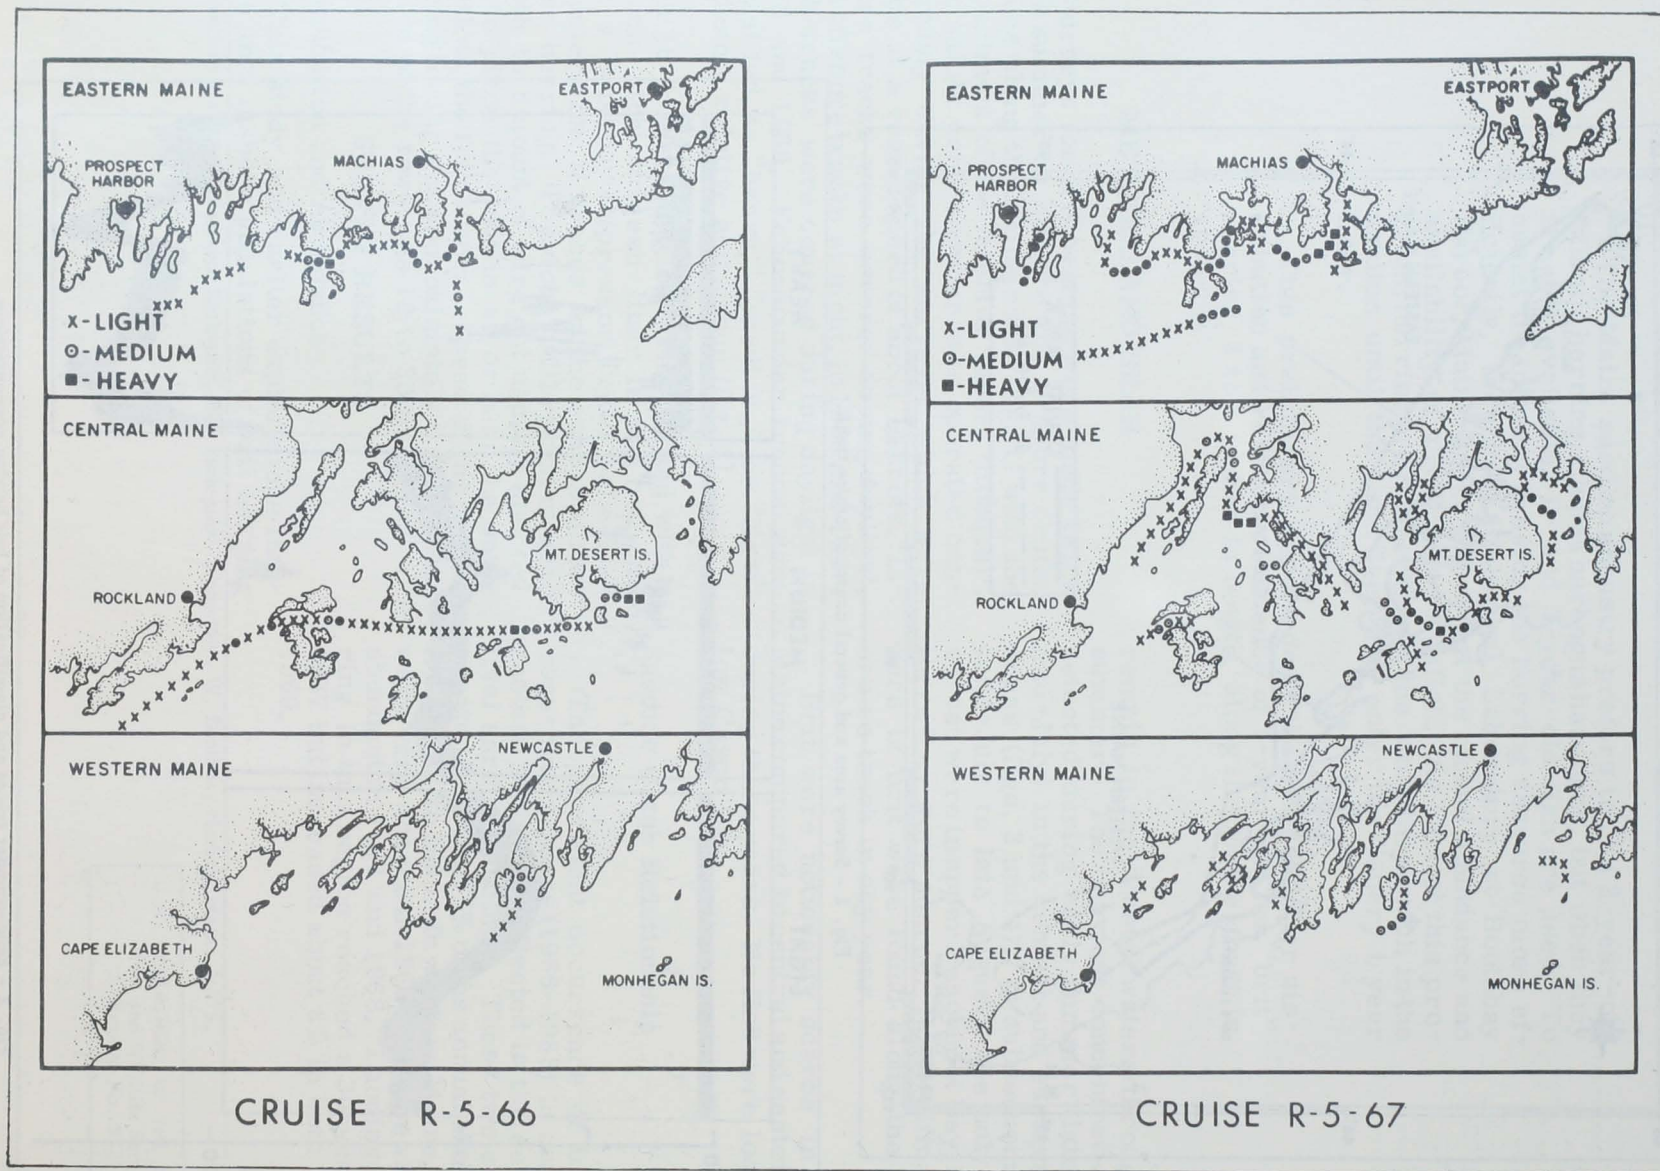 EASTERN MAINE
EASTPORT
MACHIAS
PROSPECT
HARBOR
x-LIGHT
⊙-MEDIUM
■-HEAVY
CENTRAL MAINE
MT. DESERT IS.
ROCKLAND
NEWCASTLE
WESTERN MAINE
CAPE ELIZABETH
MONHEGAN IS.
CRUISE R-5-66
EASTERN MAINE
EASTPORT
MACHIAS
PROSPECT
HARBOR
x-LIGHT
⊙-MEDIUM
■-HEAVY
CENTRAL MAINE
MT. DESERT IS.
ROCKLAND
NEWCASTLE
WESTERN MAINE
CAPE ELIZABETH
MONHEGAN IS.
CRUISE R-5-67